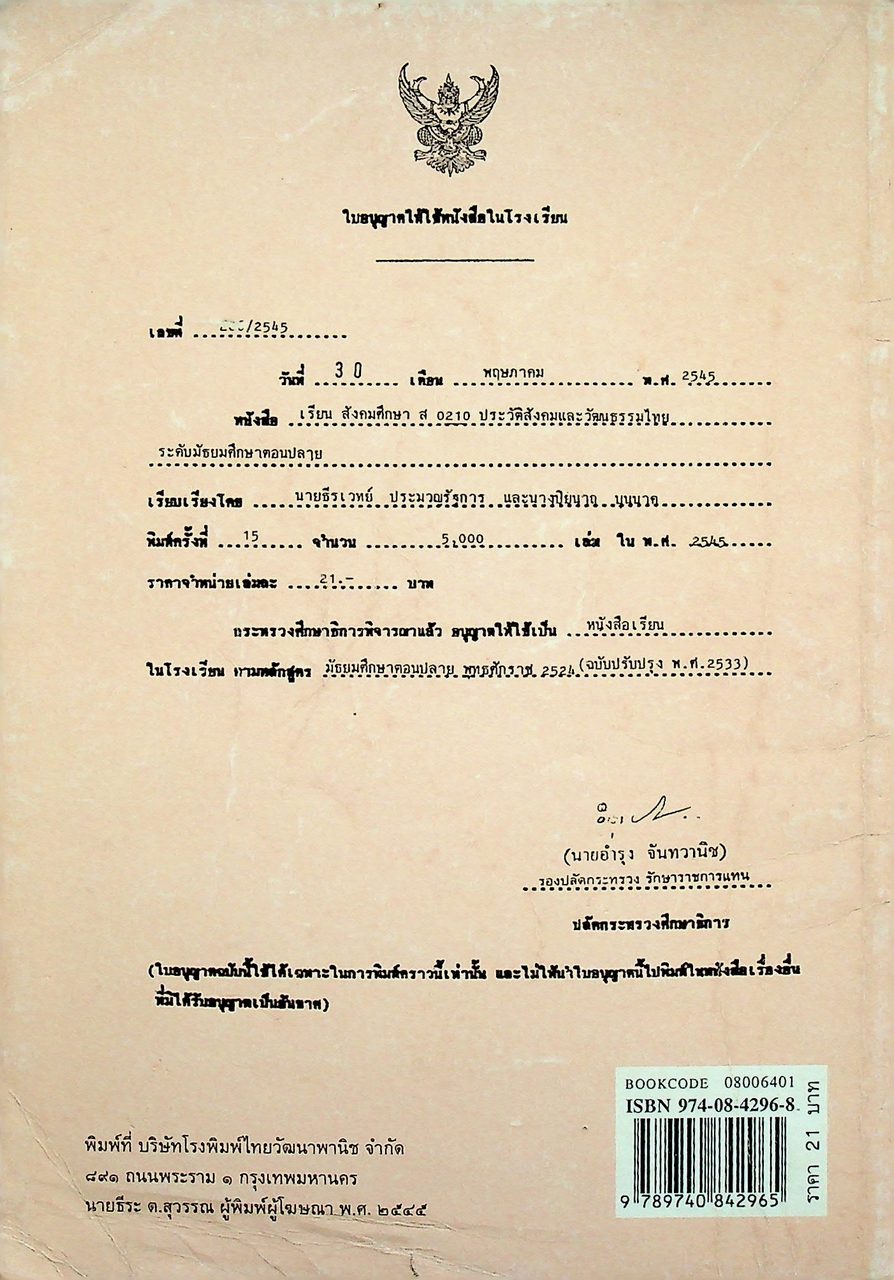 ใบอนุญาตให้ใช้หนังสือในโรงเรียน
เลขที่ /2545
วันที่ 30 เดือน พฤษภาคม พ.ศ. 2545
หนังสือ เรียน สังคมศึกษา ส 0210 ประวัติสังคมและวัฒนธรรมไทย
ระดับมัธยมศึกษาตอนปลาย
เรียบเรียงโดย นายธีรเวทย์ ประมวญรัฐการ และนางปิยนาถ บุนนาค
พิมพ์ครั้งที่ 15 จำนวน 5,000 เล่ม ใน พ.ศ. 2545
ราคาจำหน่ายเล่มละ 21.- บาท
กระทรวงศึกษาธิการพิจารณาแล้ว อนุญาตให้ใช้เป็น หนังสือเรียน
ในโรงเรียน ตามหลักสูตร มัธยมศึกษาตอนปลาย พุทธศักราช 2524 (ฉบับปรับปรุง พ.ศ.2533)
(นายอำรุง จันทวานิช)
รองปลัดกระทรวง รักษาราชการแทน
ปลัดกระทรวงศึกษาธิการ
(ใบอนุญาตฉบับนี้ใช้ได้เฉพาะในการพิมพ์คราวนี้เท่านั้น และไม่ให้นำใบอนุญาตนี้ไปพิมพ์ในหนังสือเรื่องอื่น
ที่มิได้รับอนุญาตเป็นอันขาด)
BOOKCODE 08006401
ISBN 974-08-4296-8
9 789740 842965
ราคา 21 บาท
พิมพ์ที่ บริษัทโรงพิมพ์ไทยวัฒนาพานิช จำกัด
๘๙๑ ถนนพระราม ๑ กรุงเทพมหานคร
นายธีระ ต.สุวรรณ ผู้พิมพ์ผู้โฆษณา พ.ศ. ๒๕๔๕